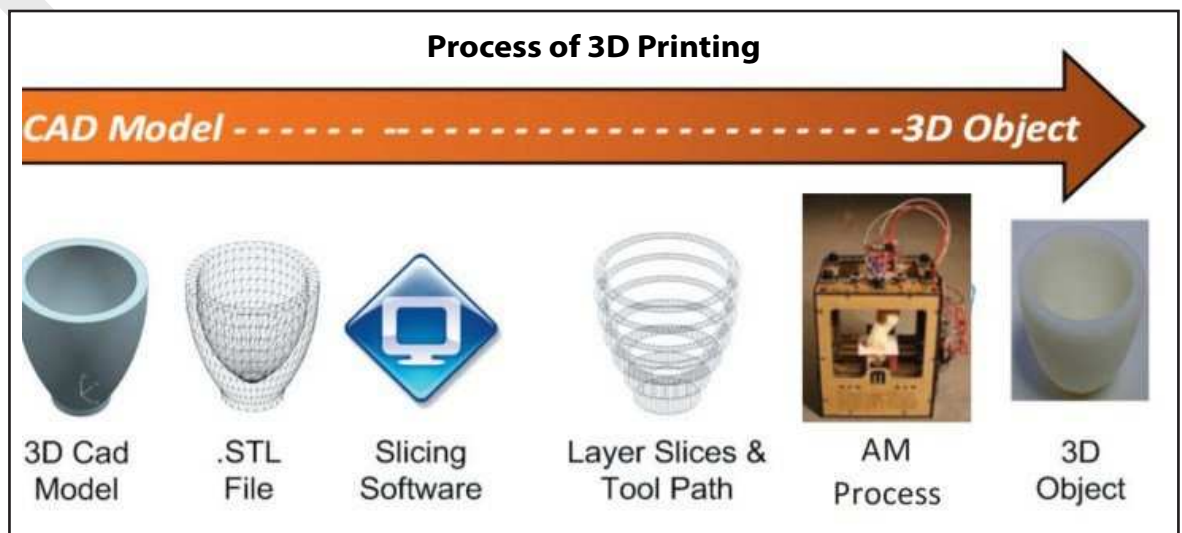 Process of 3D Printing
CAD Model - - - - - - -- - - - - - - - - - - - - - - - - - - - - - - -3D Object
3D Cad
Model
.STL
File
Slicing
Software
Layer Slices &
Tool Path
AM
Process
3D
Object